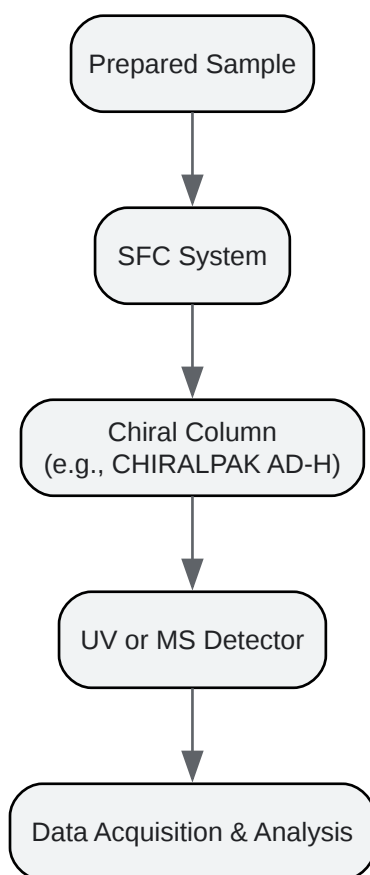 Prepared Sample
SFC System
Chiral Column
(e.g., CHIRALPAK AD-H)
UV or MS Detector
Data Acquisition & Analysis